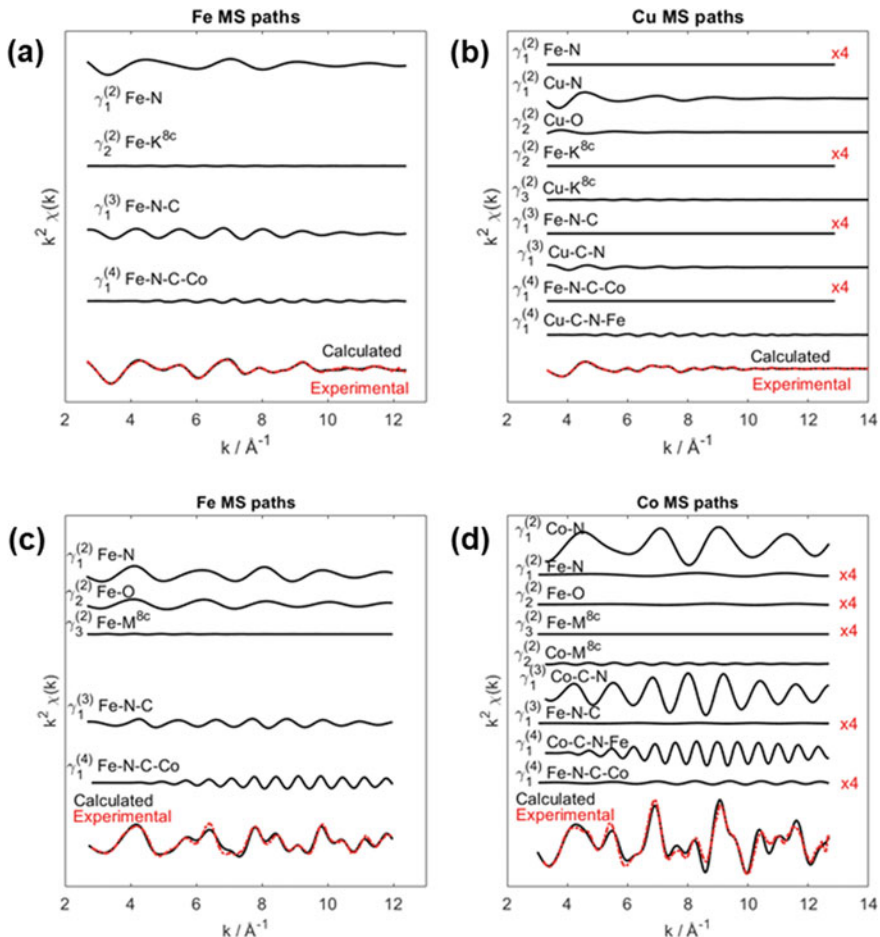 Fe MS paths
(a)
γ₁⁽²⁾ Fe-N
γ₂⁽²⁾ Fe-K⁸ᶜ
γ₁⁽³⁾ Fe-N-C
γ₁⁽⁴⁾ Fe-N-C-Co
Calculated
Experimental
k² χ(k)
2 4 6 8 10 12
k / Å⁻¹
Cu MS paths
(b)
γ₁⁽²⁾ Fe-N x4
γ₁⁽²⁾ Cu-N
γ₂⁽²⁾ Cu-O
γ₂⁽²⁾ Fe-K⁸ᶜ x4
γ₃⁽²⁾ Cu-K⁸ᶜ
γ₁⁽³⁾ Fe-N-C x4
γ₁⁽³⁾ Cu-C-N
γ₁⁽⁴⁾ Fe-N-C-Co x4
γ₁⁽⁴⁾ Cu-C-N-Fe
Calculated
Experimental
k² χ(k)
4 6 8 10 12 14
k / Å⁻¹
Fe MS paths
(c)
γ₁⁽²⁾ Fe-N
γ₂⁽²⁾ Fe-O
γ₃⁽²⁾ Fe-M⁸ᶜ
γ₁⁽³⁾ Fe-N-C
γ₁⁽⁴⁾ Fe-N-C-Co
Calculated
Experimental
k² χ(k)
2 4 6 8 10 12
k / Å⁻¹
Co MS paths
(d)
γ₁⁽²⁾ Co-N
γ₁⁽²⁾ Fe-N x4
γ₂⁽²⁾ Fe-O x4
γ₃⁽²⁾ Fe-M⁸ᶜ x4
γ₂⁽²⁾ Co-M⁸ᶜ
γ₁⁽³⁾ Co-C-N
γ₁⁽³⁾ Fe-N-C x4
γ₁⁽⁴⁾ Co-C-N-Fe
γ₁⁽⁴⁾ Fe-N-C-Co x4
Calculated
Experimental
k² χ(k)
2 4 6 8 10 12 14
k / Å⁻¹